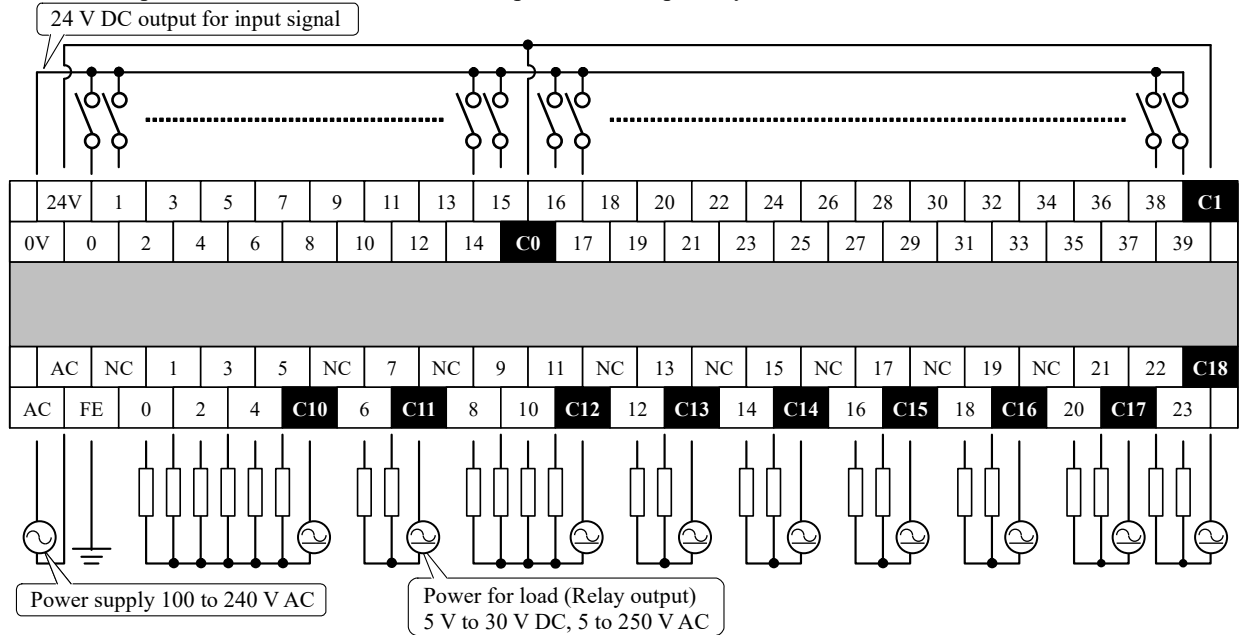 24 V DC output for input signal
24V 1 3 5 7 9 11 13 15 16 18 20 22 24 26 28 30 32 34 36 38 C1
0V 0 2 4 6 8 10 12 14 C0 17 19 21 23 25 27 29 31 33 35 37 39
AC NC 1 3 5 NC 7 NC 9 11 NC 13 NC 15 NC 17 NC 19 NC 21 22 C18
AC FE 0 2 4 C10 6 C11 8 10 C12 12 C13 14 C14 16 C15 18 C16 20 C17 23
Power supply 100 to 240 V AC
Power for load (Relay output)
5 V to 30 V DC, 5 to 250 V AC